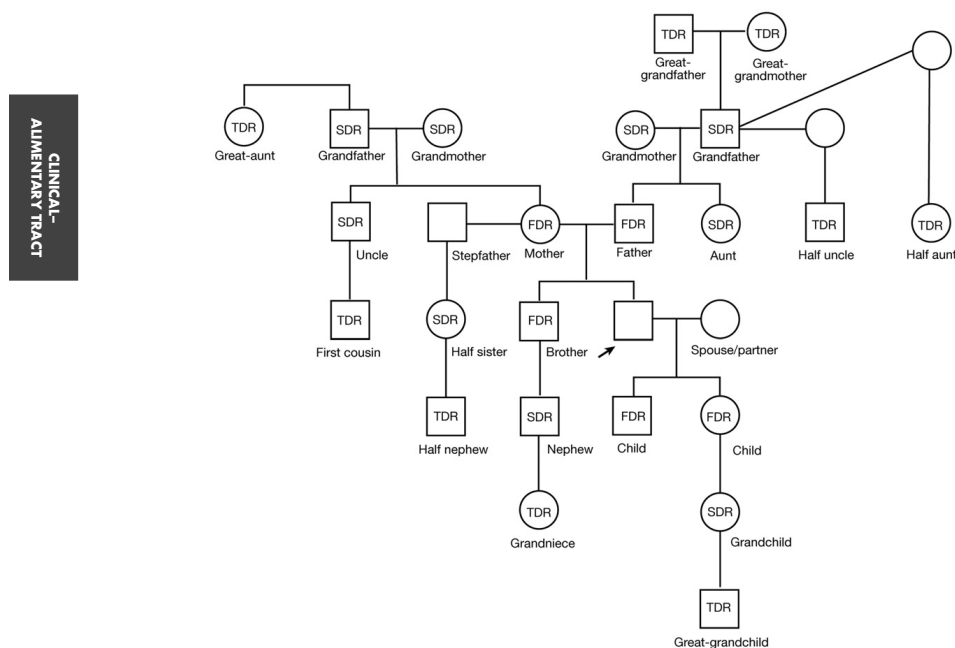 CLINICAL–
ALIMENTARY TRACT
TDR
TDR
Great-
grandfather
Great-
grandmother
TDR
SDR
SDR
SDR
SDR
Great-aunt
Grandfather
Grandmother
Grandmother
Grandfather
SDR
FDR
FDR
SDR
TDR
TDR
Uncle
Stepfather
Mother
Father
Aunt
Half uncle
Half aunt
TDR
SDR
FDR
First cousin
Half sister
Brother
Spouse/partner
TDR
SDR
FDR
FDR
Half nephew
Nephew
Child
Child
TDR
SDR
Grandniece
Grandchild
TDR
Great-grandchild